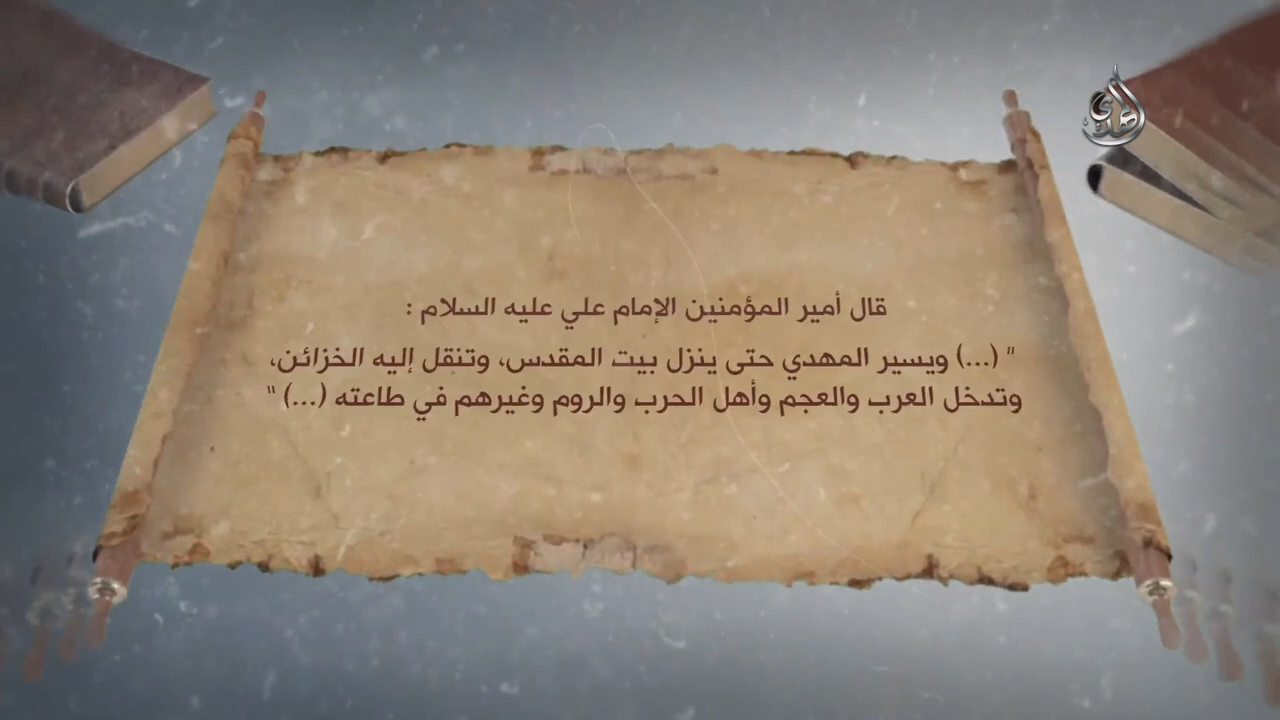 قال أمير المؤمنين الإمام علي عليه السلام :
" (...) ويسير المهدي حتى ينزل بيت المقدس، وتنقل إليه الخزائن،
وتدخل العرب والعجم وأهل الحرب والروم وغيرهم في طاعته (...) "